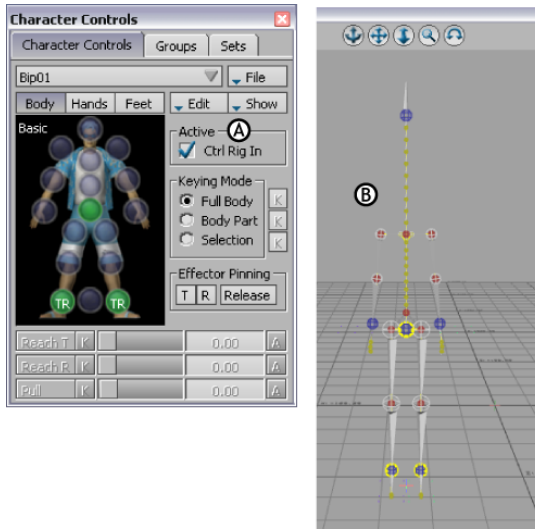 Character Controls
Character Controls Groups Sets
Bip01 File
Body Hands Feet Edit Show
Basic
Active A
Ctrl Rig In
B
Keying Mode
Full Body K
Body Part K
Selection K
Effector Pinning
T R Release
TR TR
Reach T K 0.00 A
Reach R K 0.00 A
Pull K 0.00 A